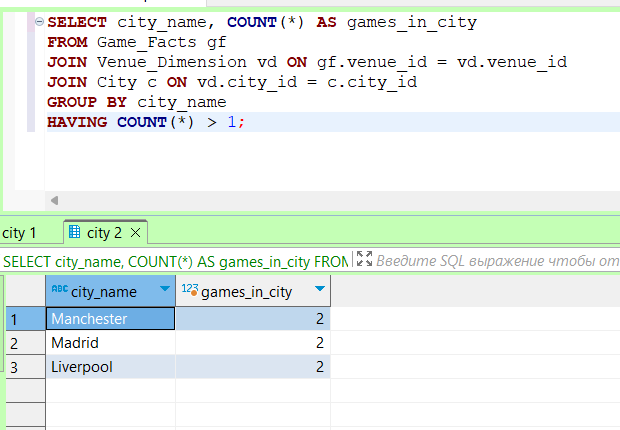 SELECT city_name, COUNT(*) AS games_in_city
FROM Game_Facts gf
JOIN Venue_Dimension vd ON gf.venue_id = vd.venue_id
JOIN City c ON vd.city_id = c.city_id
GROUP BY city_name
HAVING COUNT(*) > 1;
city 1 city 2
SELECT city_name, COUNT(*) AS games_in_city FROM Введите SQL выражение чтобы от
ABC city_name 123 games_in_city
1 Manchester 2
2 Madrid 2
3 Liverpool 2